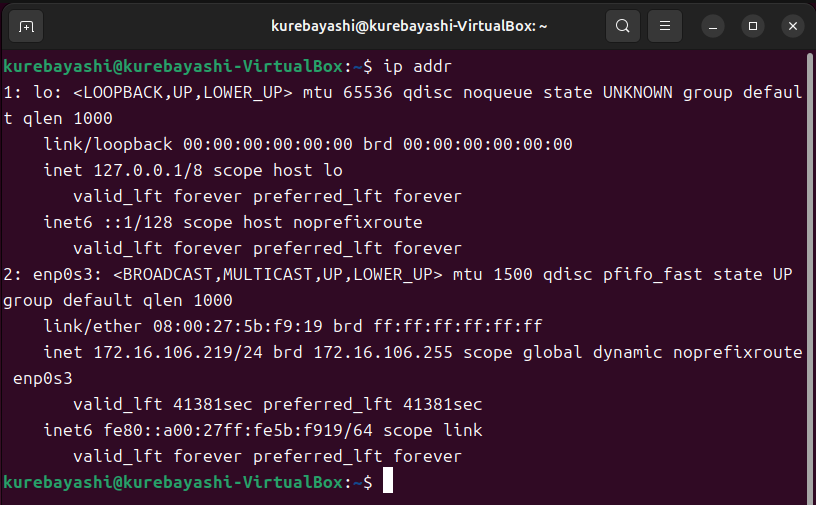 kurebayashi@kurebayashi-VirtualBox: ~
kurebayashi@kurebayashi-VirtualBox:~$ ip addr
1: lo: <LOOPBACK,UP,LOWER_UP> mtu 65536 qdisc noqueue state UNKNOWN group defaul
t qlen 1000
    link/loopback 00:00:00:00:00:00 brd 00:00:00:00:00:00
    inet 127.0.0.1/8 scope host lo
       valid_lft forever preferred_lft forever
    inet6 ::1/128 scope host noprefixroute
       valid_lft forever preferred_lft forever
2: enp0s3: <BROADCAST,MULTICAST,UP,LOWER_UP> mtu 1500 qdisc pfifo_fast state UP
group default qlen 1000
    link/ether 08:00:27:5b:f9:19 brd ff:ff:ff:ff:ff:ff
    inet 172.16.106.219/24 brd 172.16.106.255 scope global dynamic noprefixroute
 enp0s3
       valid_lft 41381sec preferred_lft 41381sec
    inet6 fe80::a00:27ff:fe5b:f919/64 scope link
       valid_lft forever preferred_lft forever
kurebayashi@kurebayashi-VirtualBox:~$